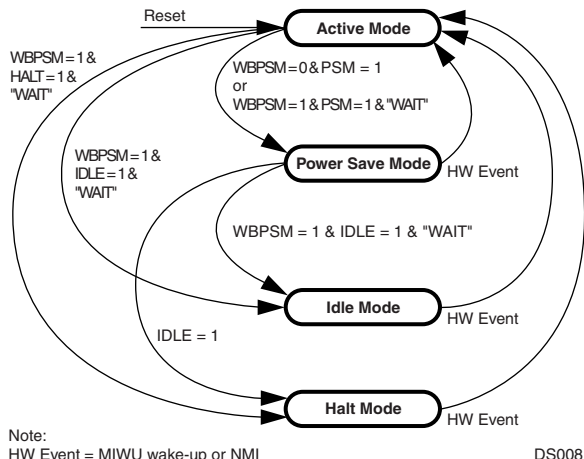 Reset
Active Mode
WBPSM = 1 &
HALT = 1 &
"WAIT"
WBPSM = 0 & PSM = 1
or
WBPSM = 1 & PSM = 1 & "WAIT"
WBPSM = 1 &
IDLE = 1 &
"WAIT"
Power Save Mode
HW Event
WBPSM = 1 & IDLE = 1 & "WAIT"
Idle Mode
HW Event
IDLE = 1
Halt Mode
HW Event
Note:
HW Event = MIWU wake-up or NMI
DS008